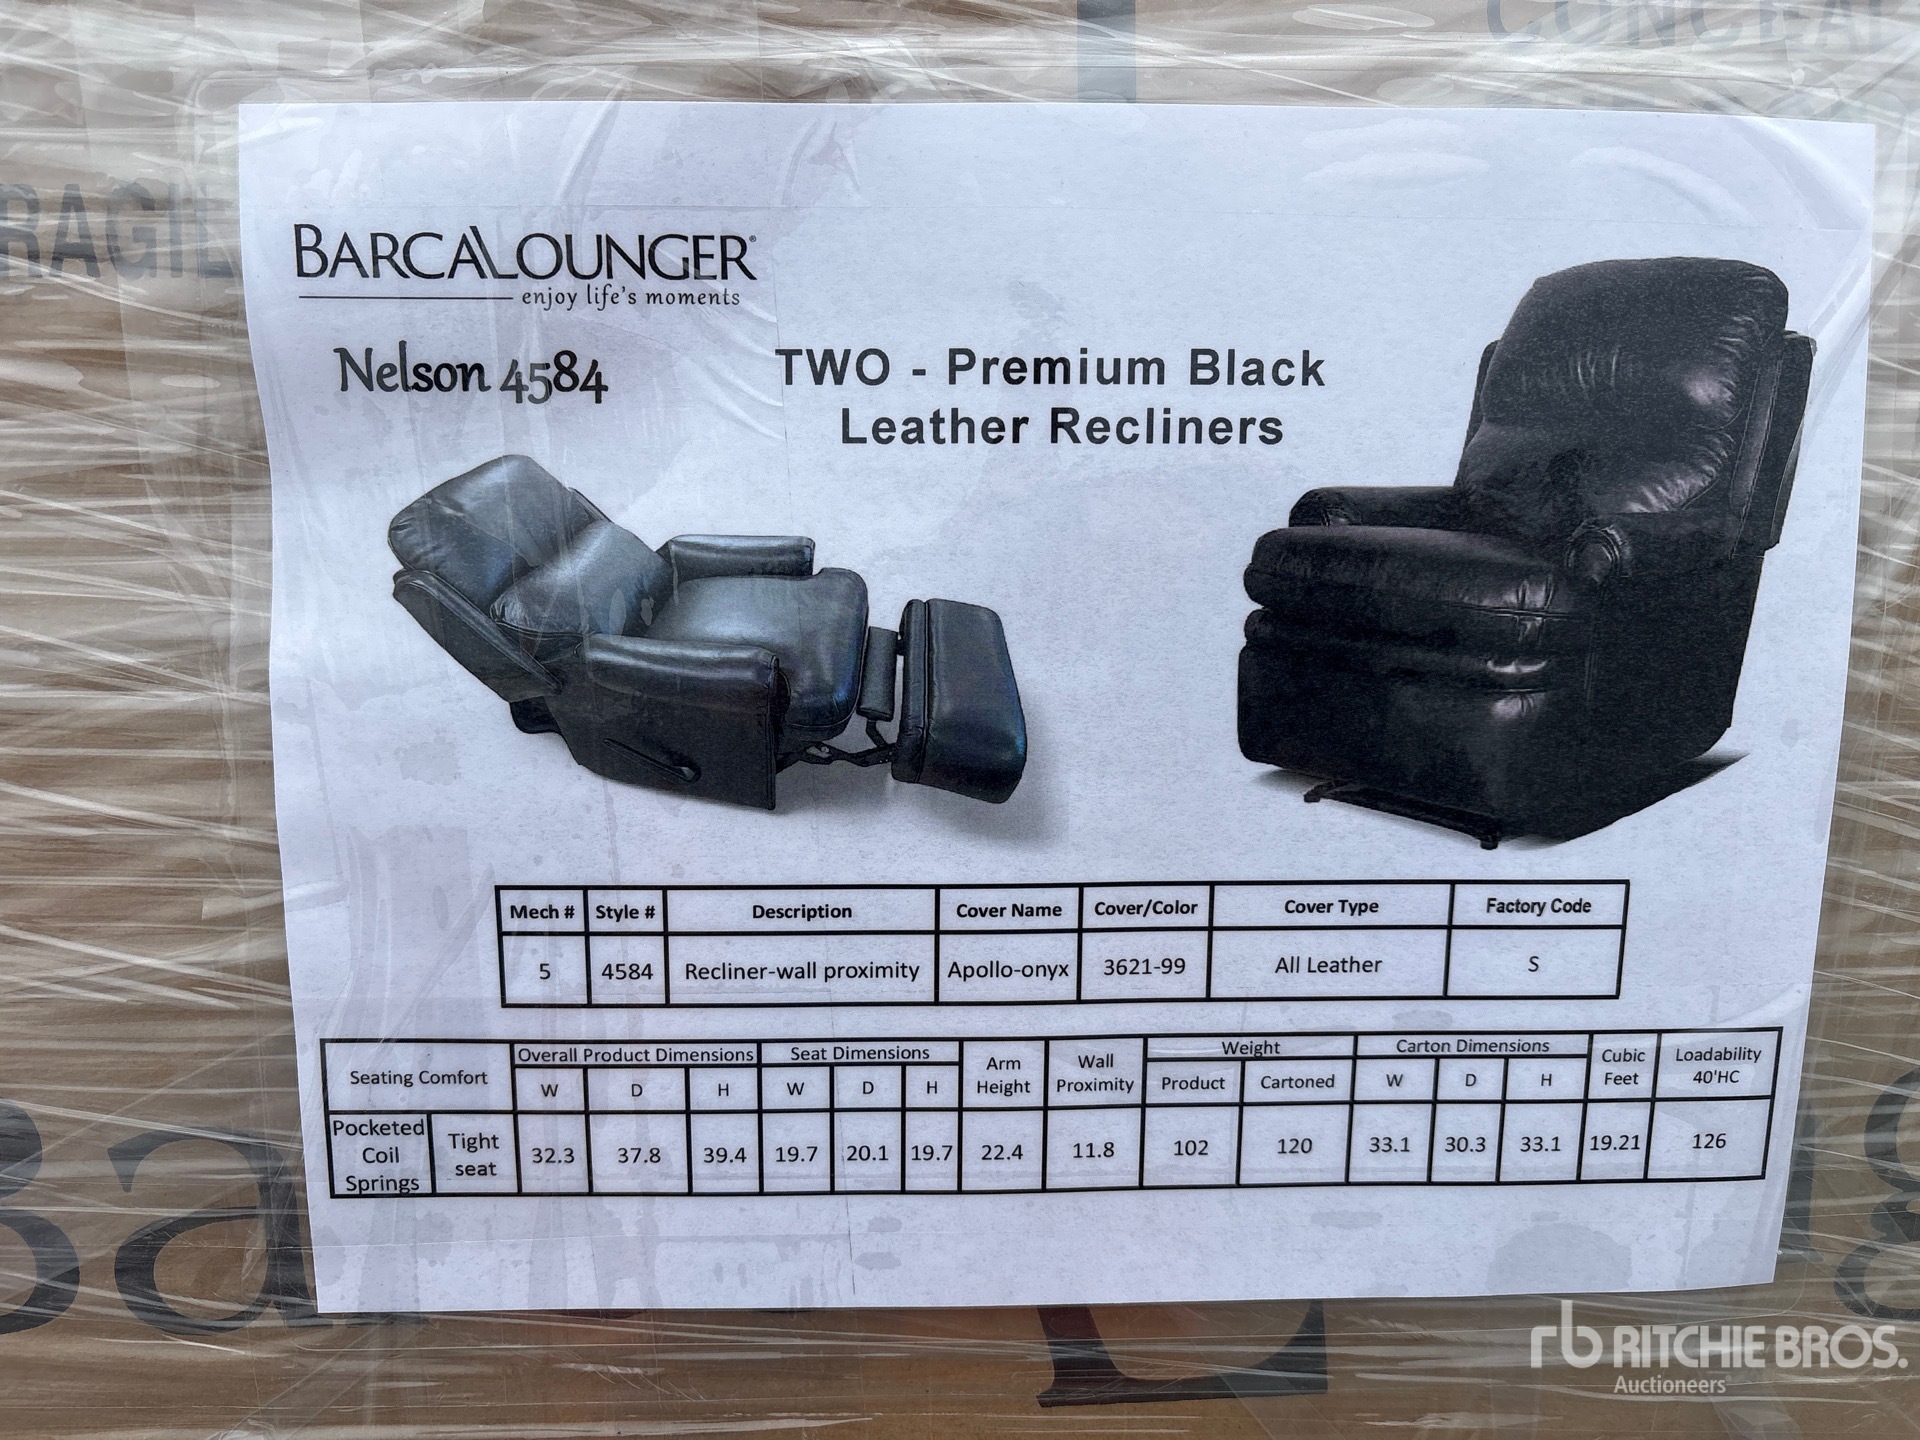 CONCEAL
FRAGIL
BARCALOUNGER®
enjoy life's moments
Nelson 4584
TWO - Premium Black
Leather Recliners
Mech # Style # Description Cover Name Cover/Color Cover Type Factory Code
5 4584 Recliner-wall proximity Apollo-onyx 3621-99 All Leather S
Seating Comfort Overall Product Dimensions Seat Dimensions Arm Height Wall Proximity Weight Carton Dimensions Cubic Feet Loadability 40'HC
W D H W D H Product Cartoned W D H
Pocketed Coil Springs Tight seat 32.3 37.8 39.4 19.7 20.1 19.7 22.4 11.8 102 120 33.1 30.3 33.1 19.21 126
Ba
rb RITCHIE BROS.
Auctioneers